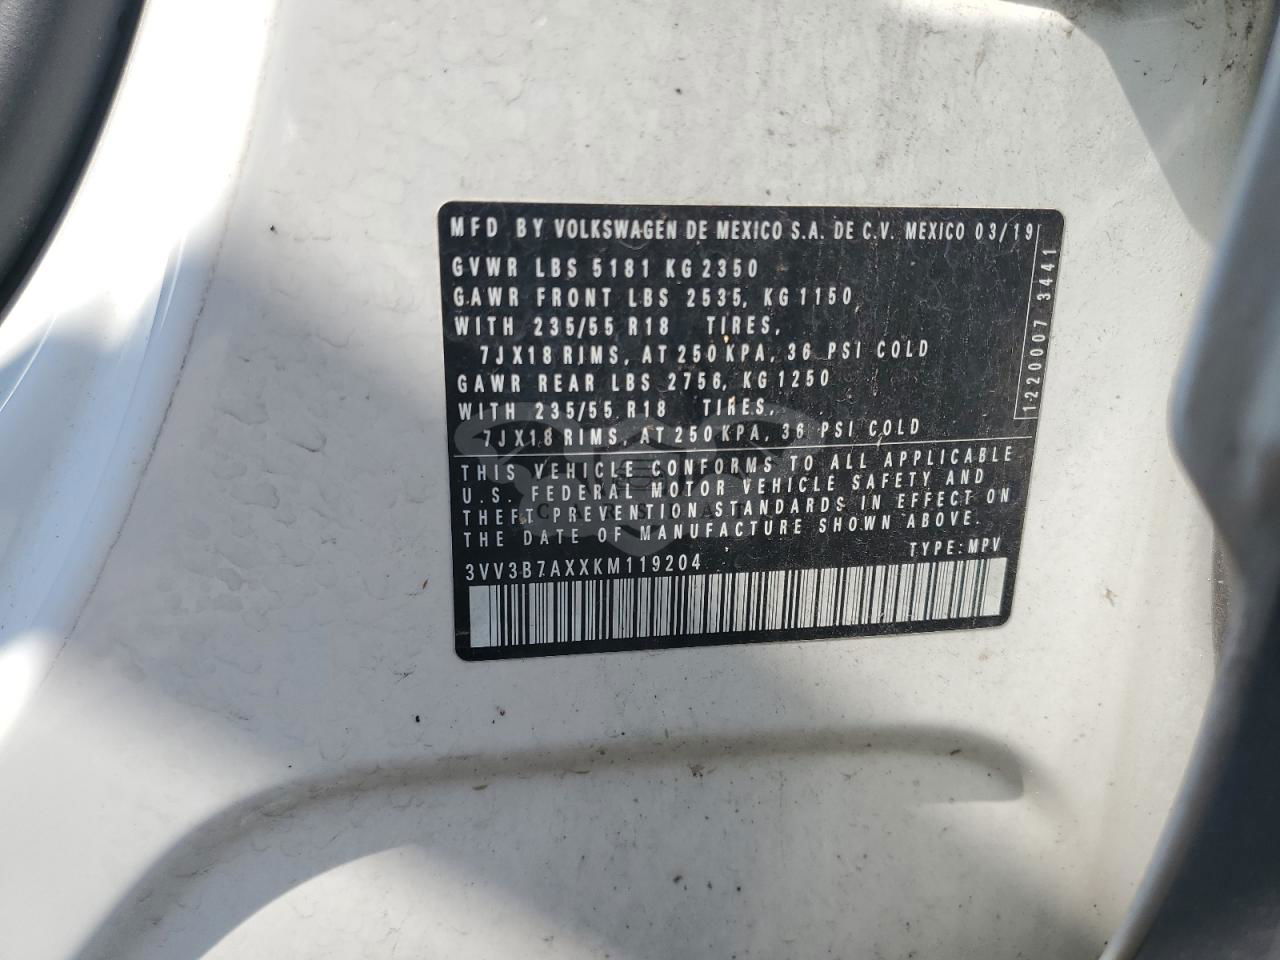 MFD BY VOLKSWAGEN DE MEXICO S.A. DE C.V. MEXICO 03/19
GVWR LBS 5181 KG 2350
GAWR FRONT LBS 2535, KG 1150,
WITH 235/55 R18 TIRES,
7JX18 RIMS, AT 250 KPA, 36 PSI COLD
GAWR REAR LBS 2756, KG 1250
WITH 235/55 R18 TIRES,
7JX18 RIMS, AT 250 KPA, 36 PSI COLD
1220007 3441
THIS VEHICLE CONFORMS TO ALL APPLICABLE
U.S. FEDERAL MOTOR VEHICLE SAFETY AND
THEFT PREVENTION STANDARDS IN EFFECT ON
THE DATE OF MANUFACTURE SHOWN ABOVE.
TYPE: MPV
3VV3B7AXXKM119204